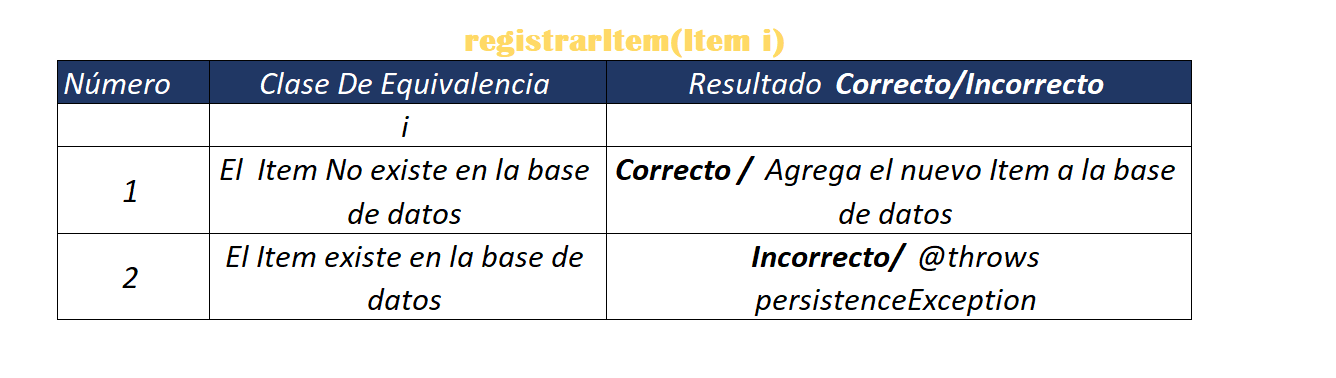 registrarItem(Item i)
Número Clase De Equivalencia Resultado Correcto/Incorrecto
i
1 El Item No existe en la base de datos Correcto / Agrega el nuevo Item a la base de datos
2 El Item existe en la base de datos Incorrecto/ @throws persistenceException